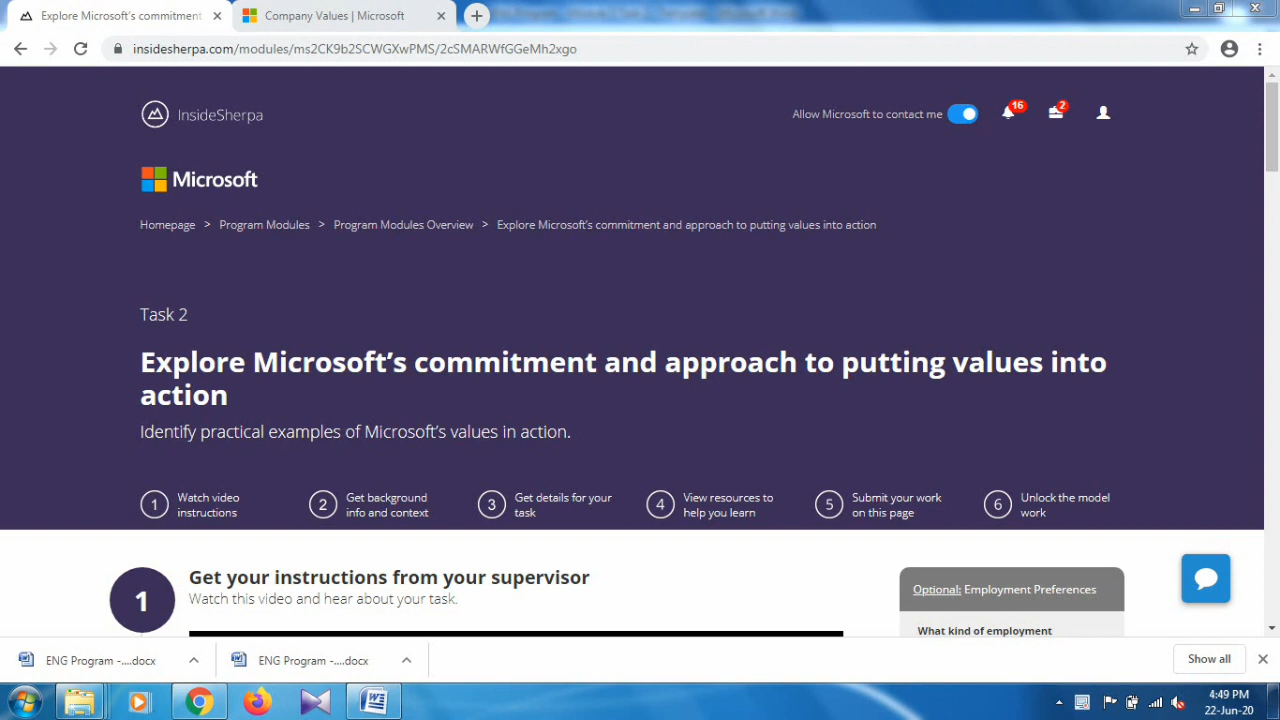 Explore Microsoft's commitment
Company Values | Microsoft
insidesherpa.com/modules/ms2CK9b2SCWGXwPMS/2cSMARWfGGeMh2xgo
InsideSherpa
Allow Microsoft to contact me
16
2
Microsoft
Homepage > Program Modules > Program Modules Overview > Explore Microsoft's commitment and approach to putting values into action
Task 2
Explore Microsoft's commitment and approach to putting values into
action
Identify practical examples of Microsoft's values in action.
1 Watch video
instructions
2 Get background
info and context
3 Get details for your
task
4 View resources to
help you learn
5 Submit your work
on this page
6 Unlock the model
work
1
Get your instructions from your supervisor
Watch this video and hear about your task.
Optional: Employment Preferences
What kind of employment
ENG Program -....docx
ENG Program -....docx
Show all
4:49 PM
22-Jun-20